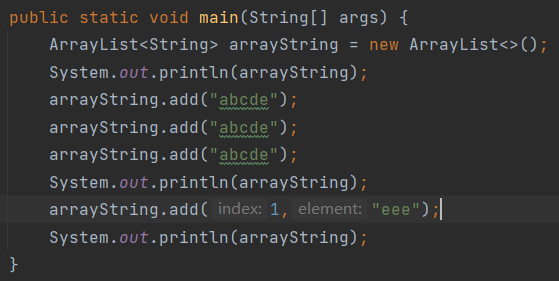 public static void main(String[] args) {
    ArrayList<String> arrayString = new ArrayList<>();
    System.out.println(arrayString);
    arrayString.add("abcde");
    arrayString.add("abcde");
    arrayString.add("abcde");
    System.out.println(arrayString);
    arrayString.add( index: 1, element: "eee");
    System.out.println(arrayString);
}